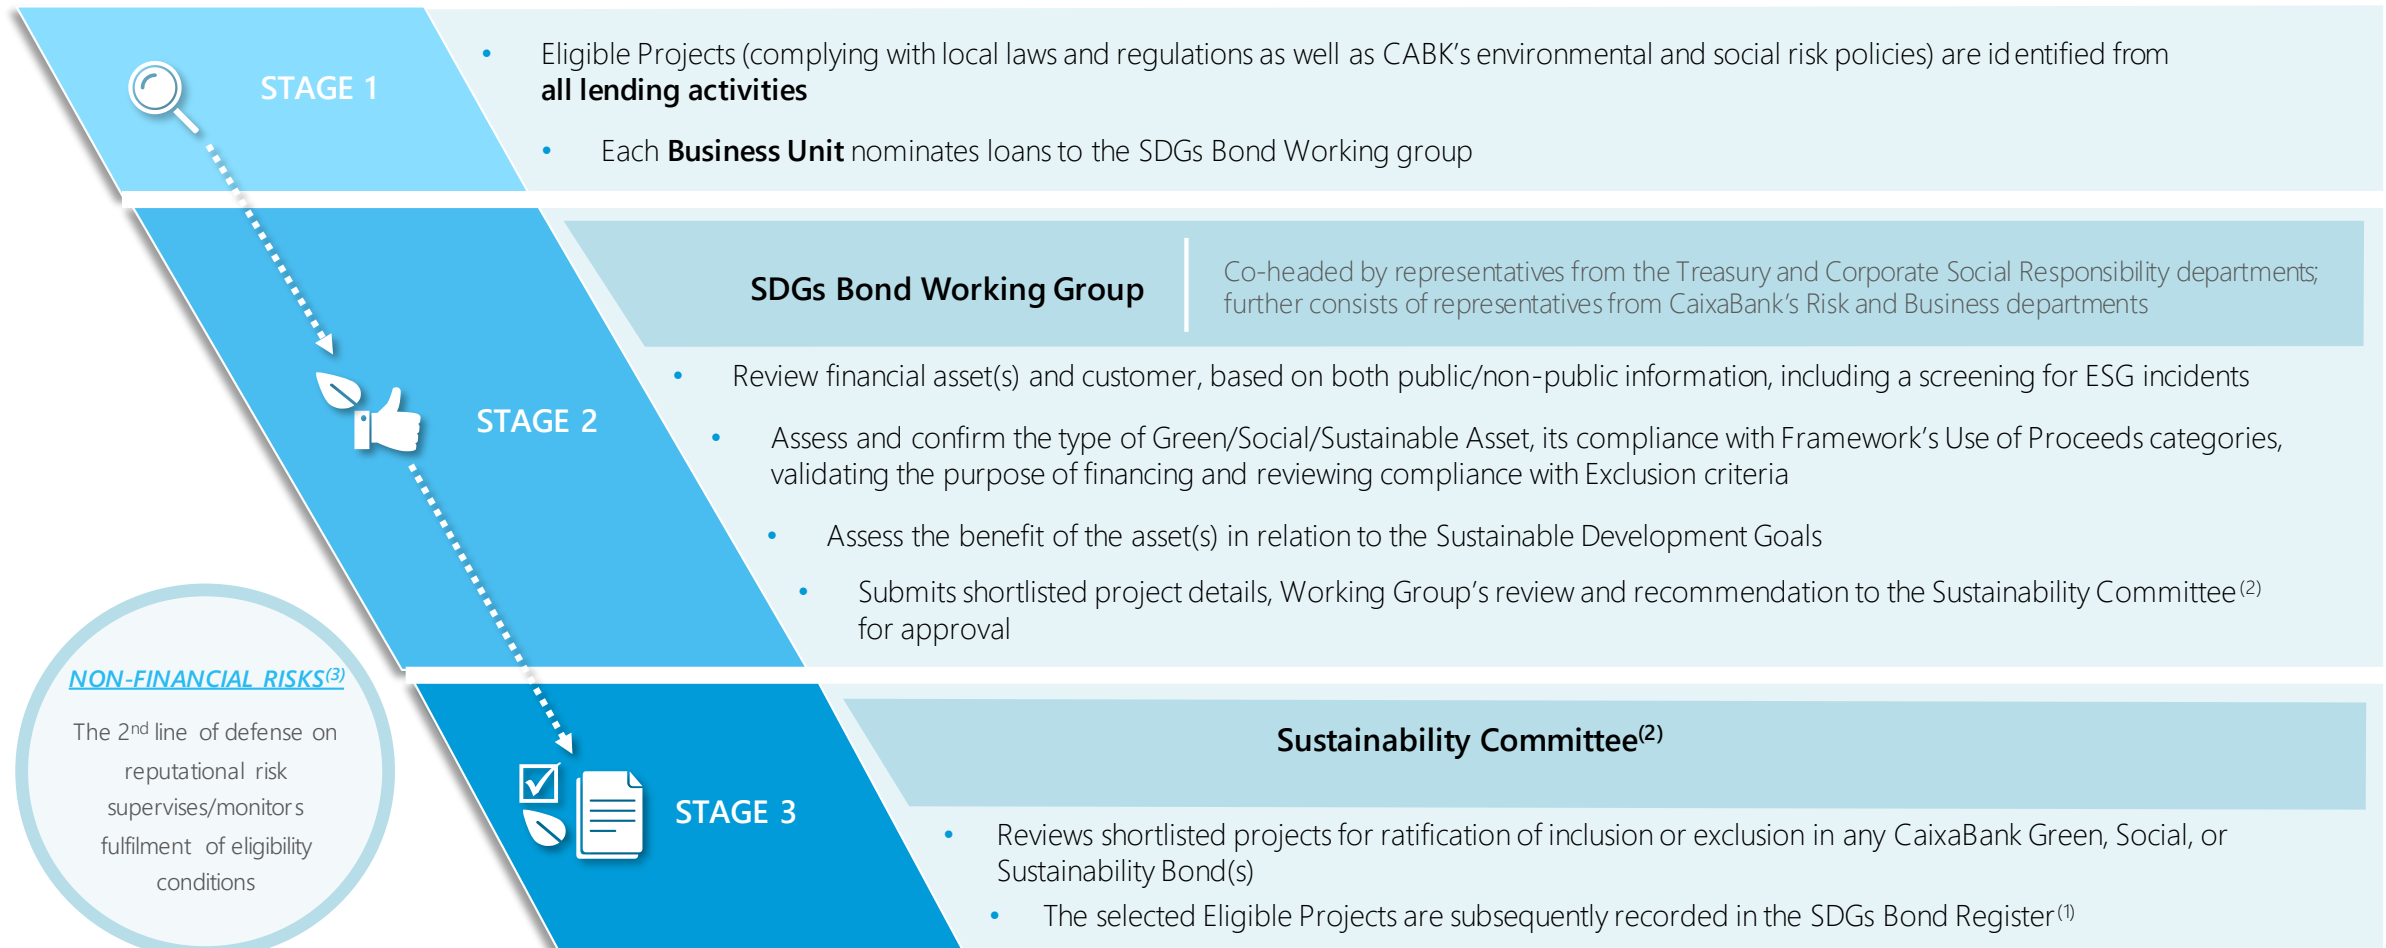 STAGE 1
• Eligible Projects (complying with local laws and regulations as well as CABK's environmental and social risk policies) are identified from
all lending activities
• Each Business Unit nominates loans to the SDGs Bond Working group
STAGE 2
SDGs Bond Working Group
Co-headed by representatives from the Treasury and Corporate Social Responsibility departments;
further consists of representatives from CaixaBank's Risk and Business departments
• Review financial asset(s) and customer, based on both public/non-public information, including a screening for ESG incidents
• Assess and confirm the type of Green/Social/Sustainable Asset, its compliance with Framework's Use of Proceeds categories,
validating the purpose of financing and reviewing compliance with Exclusion criteria
• Assess the benefit of the asset(s) in relation to the Sustainable Development Goals
• Submits shortlisted project details, Working Group's review and recommendation to the Sustainability Committee (2)
for approval
NON-FINANCIAL RISKS(3)
The 2nd line of defense on
reputational risk
supervises/monitors
fulfilment of eligibility
conditions
STAGE 3
Sustainability Committee(2)
• Reviews shortlisted projects for ratification of inclusion or exclusion in any CaixaBank Green, Social, or
Sustainability Bond(s)
• The selected Eligible Projects are subsequently recorded in the SDGs Bond Register (1)